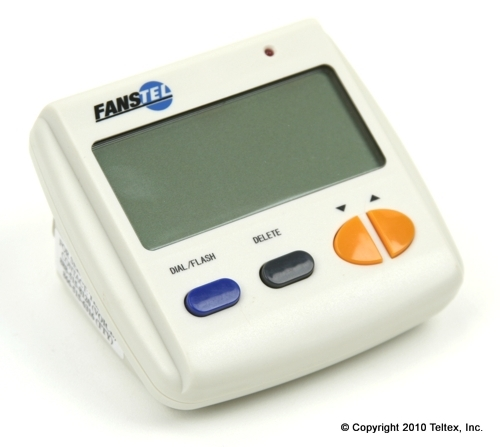 FANSTEL
DIAL/FLASH
DELETE
© Copyright 2010 Teltex, Inc.